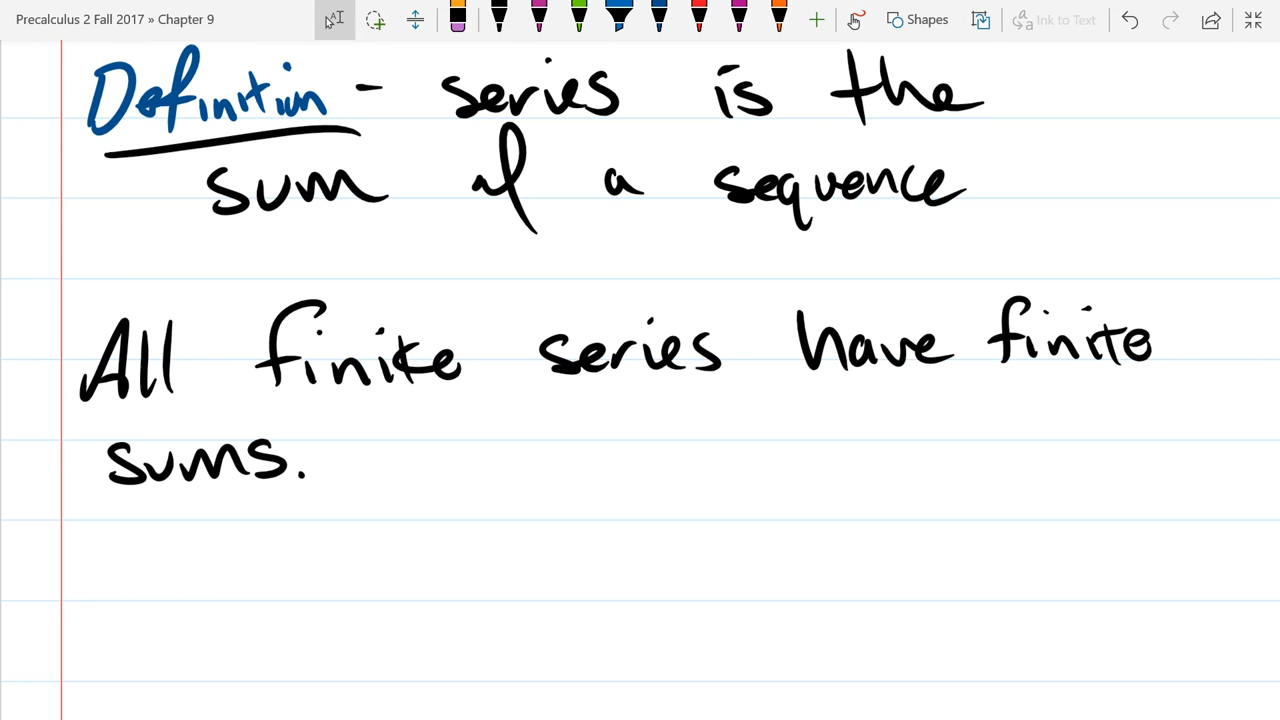 Precalculus 2 Fall 2017 » Chapter 9
Shapes
Ink to Text
Definition - series is the
sum of a sequence
All finite series have finite
sums.